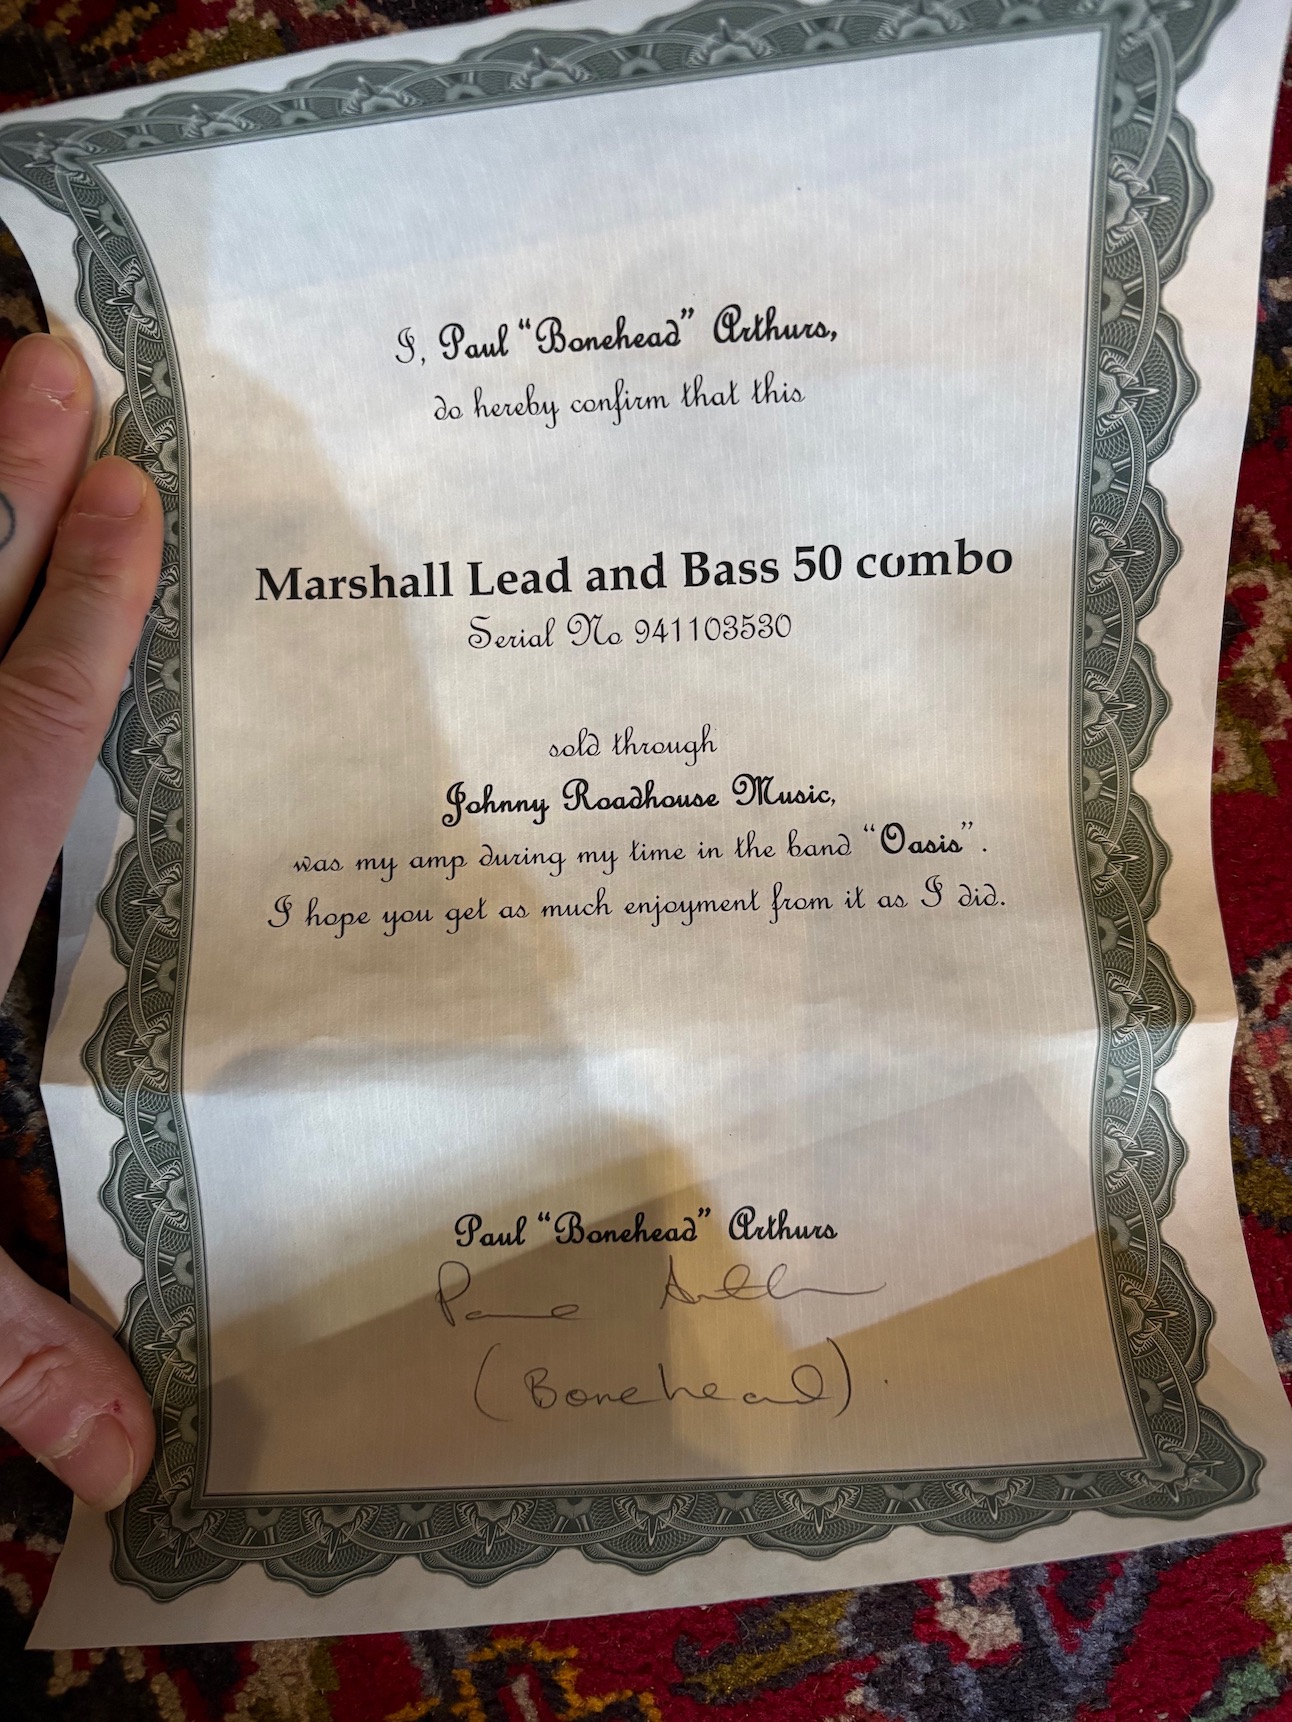 I, Paul “Bonehead” Arthurs,
do hereby confirm that this
Marshall Lead and Bass 50 combo
Serial No 941103530
sold through
Johnny Roadhouse Music,
was my amp during my time in the band “Oasis”.
I hope you get as much enjoyment from it as I did.
Paul “Bonehead” Arthurs
Paul Arthurs
(Bonehead).